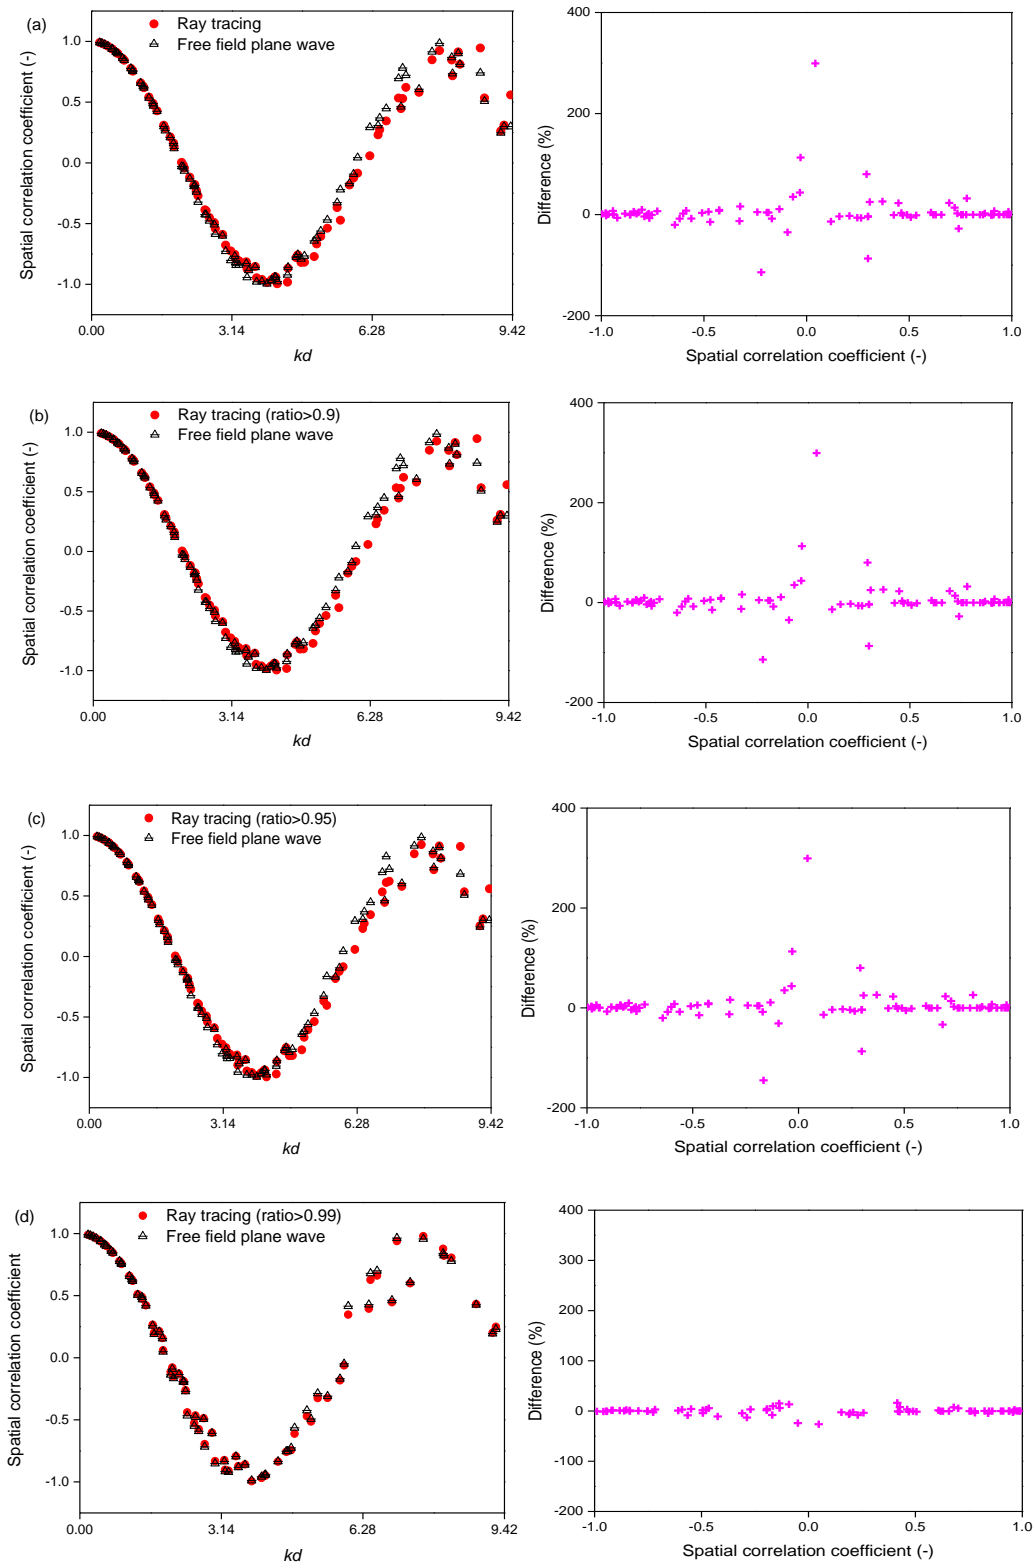 (a)
Ray tracing
Free field plane wave
1.0
0.5
0.0
-0.5
-1.0
Spatial correlation coefficient (-)
0.00
3.14
6.28
9.42
kd
400
200
0
-200
Difference (%)
-1.0
-0.5
0.0
0.5
1.0
Spatial correlation coefficient (-)
(b)
Ray tracing (ratio>0.9)
Free field plane wave
1.0
0.5
0.0
-0.5
-1.0
Spatial correlation coefficient (-)
0.00
3.14
6.28
9.42
kd
400
200
0
-200
Difference (%)
-1.0
-0.5
0.0
0.5
1.0
Spatial correlation coefficient (-)
(c)
Ray tracing (ratio>0.95)
Free field plane wave
1.0
0.5
0.0
-0.5
-1.0
Spatial correlation coefficient (-)
0.00
3.14
6.28
9.42
kd
400
200
0
-200
Difference (%)
-1.0
-0.5
0.0
0.5
1.0
Spatial correlation coefficient (-)
(d)
Ray tracing (ratio>0.99)
Free field plane wave
1.0
0.5
0.0
-0.5
-1.0
Spatial correlation coefficient
0.00
3.14
6.28
9.42
kd
400
300
200
100
0
-100
-200
Difference (%)
-1.0
-0.5
0.0
0.5
1.0
Spatial correlation coefficient (-)